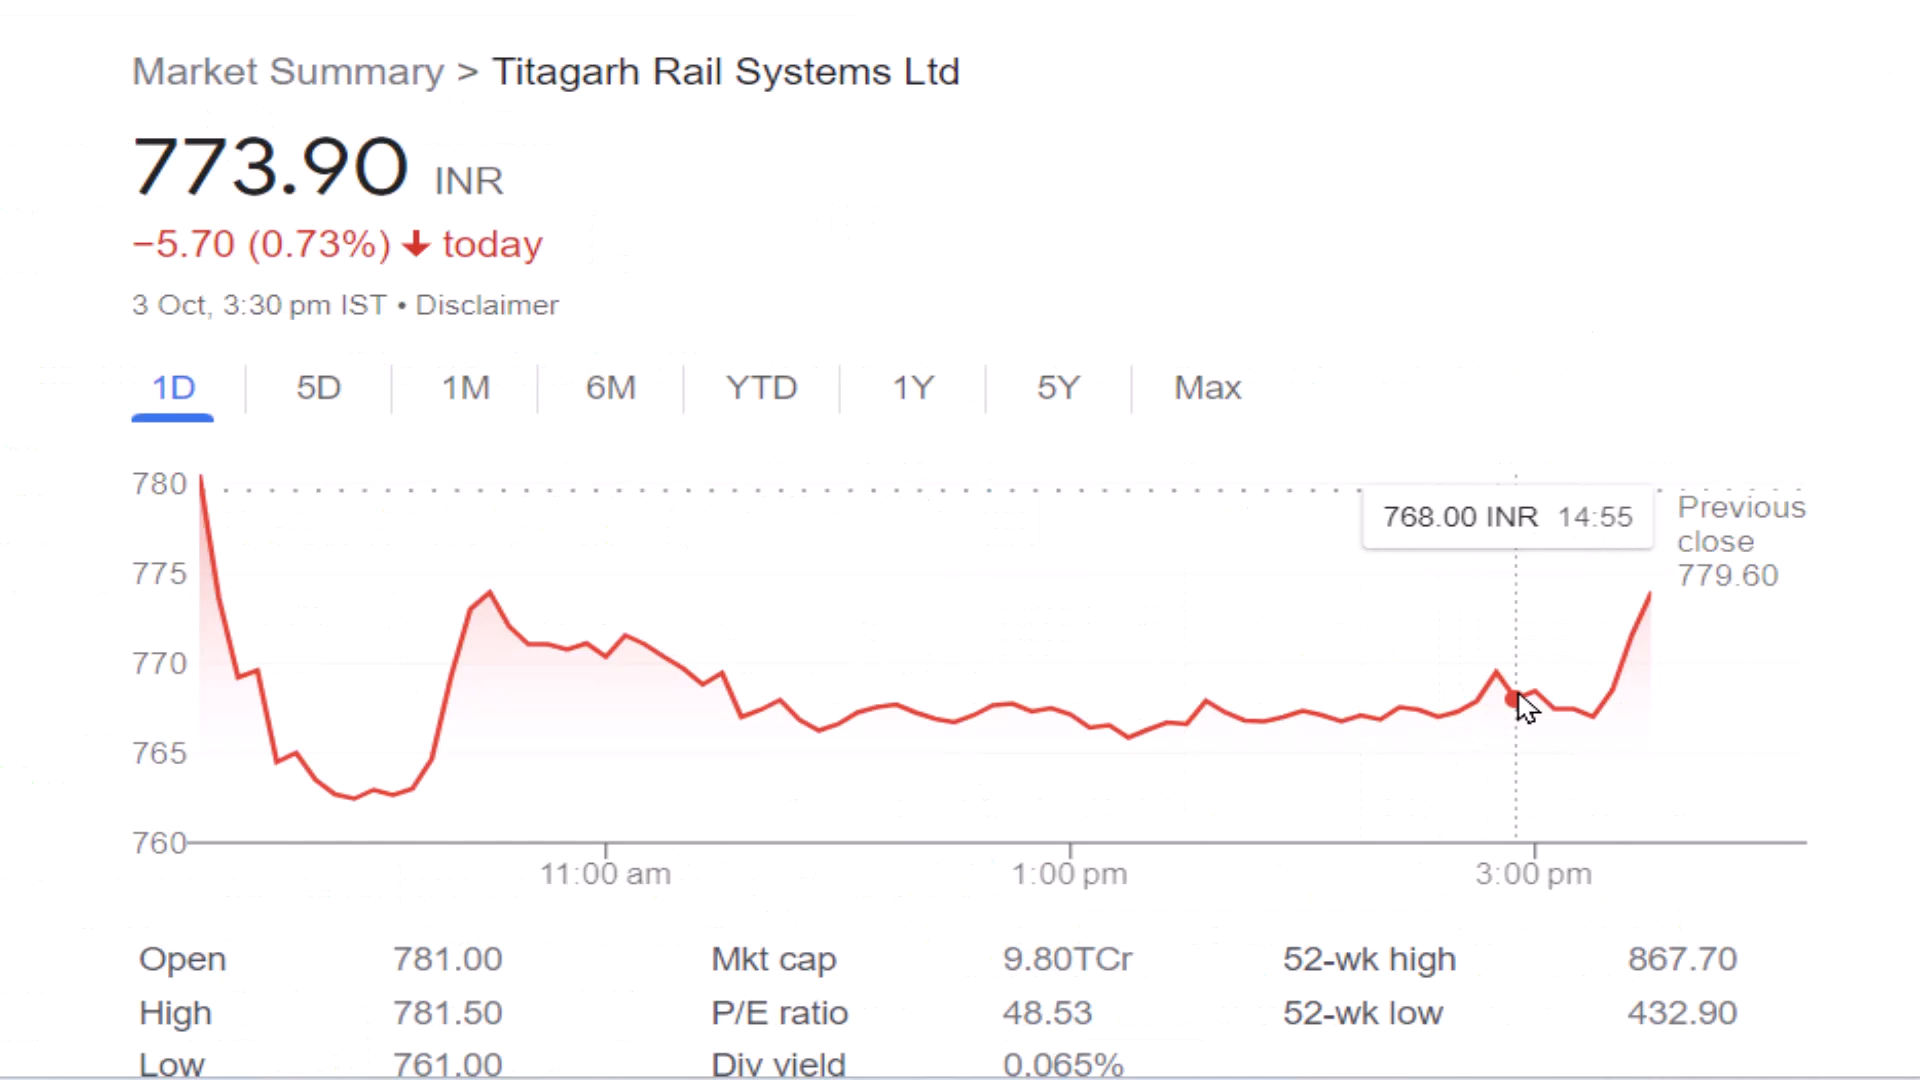 Market Summary > Titagarh Rail Systems Ltd
773.90 INR
−5.70 (0.73%) ↓ today
3 Oct, 3:30 pm IST • Disclaimer
1D 5D 1M 6M YTD 1Y 5Y Max
780
768.00 INR 14:55
Previous
close
779.60
775
770
765
760
11:00 am 1:00 pm 3:00 pm
Open 781.00 Mkt cap 9.80TCr 52-wk high 867.70
High 781.50 P/E ratio 48.53 52-wk low 432.90
Low 761.00 Div yield 0.065%